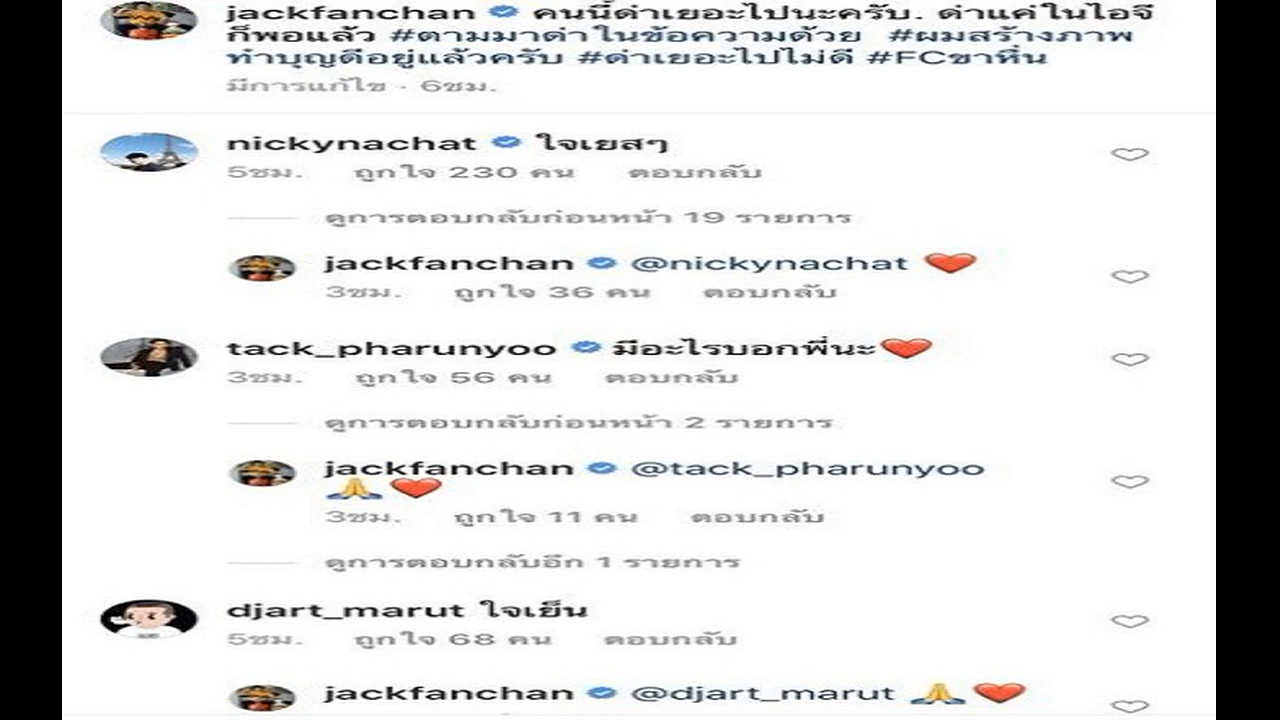 jackfanchan คนนี้ด่าเยอะไปนะครับ. ด่าแค่ในไอจี
ก็พอแล้ว #ตามมาด่าในข้อความด้วย #ผมสร้างภาพ
ทำบุญดีอยู่แล้วครับ #ด่าเยอะไปไม่ดี #FCขาหื่น
มีการแก้ไข · 6ชม.
nickynachat ใจเยสๆ
5ชม. ถูกใจ 230 คน ตอบกลับ
ดูการตอบกลับก่อนหน้า 19 รายการ
jackfanchan @nickynachat ❤️
3ชม. ถูกใจ 36 คน ตอบกลับ
tack_pharunyoo มีอะไรบอกพี่นะ❤️
3ชม. ถูกใจ 56 คน ตอบกลับ
ดูการตอบกลับก่อนหน้า 2 รายการ
jackfanchan @tack_pharunyoo
🙏❤️
3ชม. ถูกใจ 11 คน ตอบกลับ
ดูการตอบกลับอีก 1 รายการ
djart_marut ใจเย็น
5ชม. ถูกใจ 68 คน ตอบกลับ
jackfanchan @djart_marut 🙏❤️